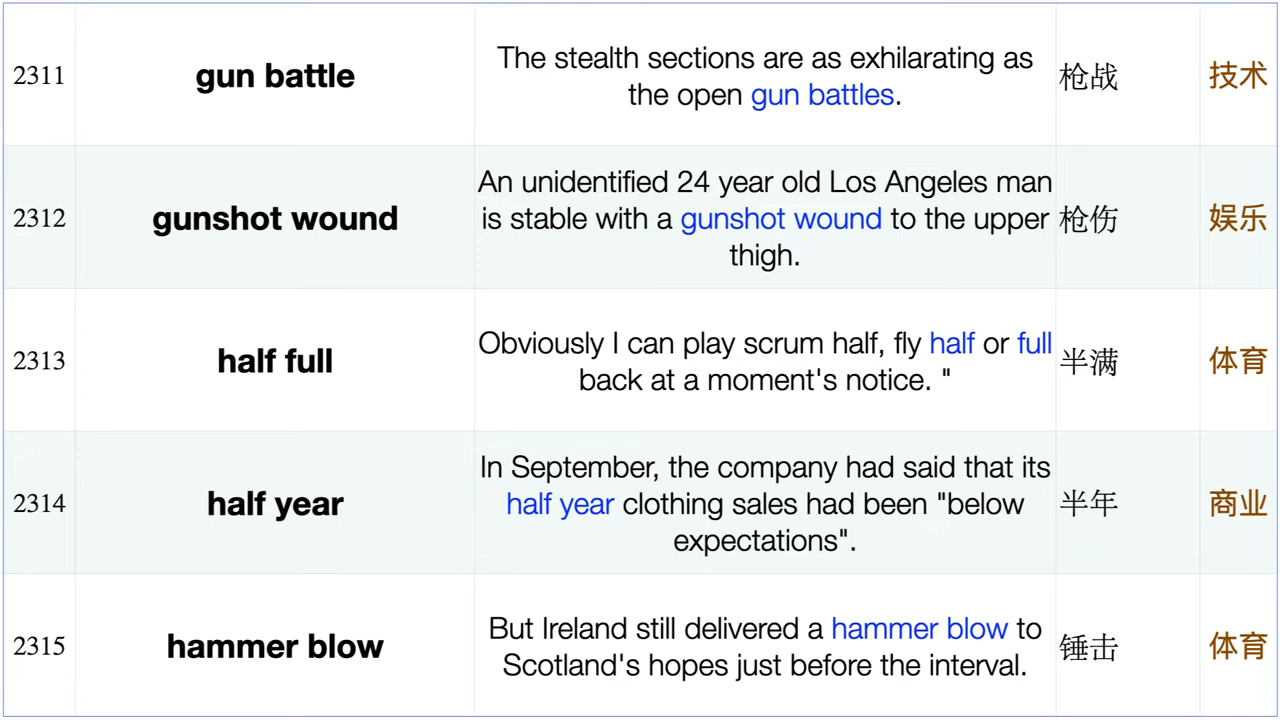 2311
gun battle
The stealth sections are as exhilarating as
the open gun battles.
枪战
技术
2312
gunshot wound
An unidentified 24 year old Los Angeles man
is stable with a gunshot wound to the upper
thigh.
枪伤
娱乐
2313
half full
Obviously I can play scrum half, fly half or full
back at a moment's notice. "
半满
体育
2314
half year
In September, the company had said that its
half year clothing sales had been "below
expectations".
半年
商业
2315
hammer blow
But Ireland still delivered a hammer blow to
Scotland's hopes just before the interval.
锤击
体育